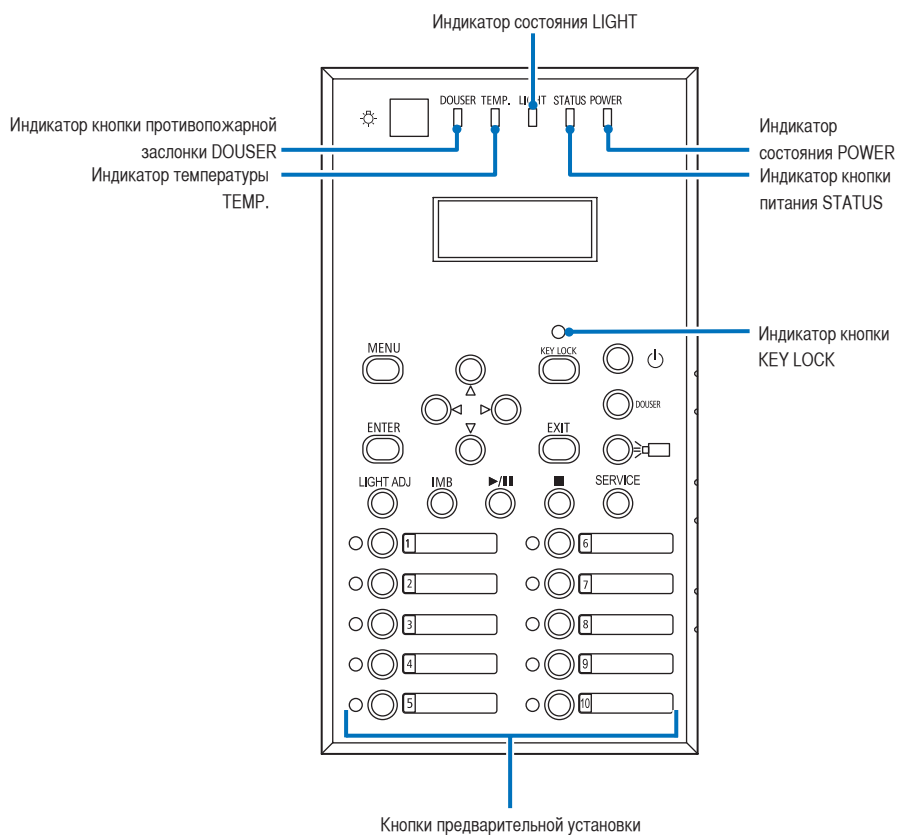 Индикатор состояния LIGHT
DOUSER TEMP. LIGHT STATUS POWER
Индикатор кнопки противопожарной
заслонки DOUSER
Индикатор температуры
TEMP.
Индикатор
состояния POWER
Индикатор кнопки
питания STATUS
Индикатор кнопки
KEY LOCK
MENU
KEY LOCK
DOUSER
ENTER
EXIT
LIGHT ADJ IMB ►/II ■ SERVICE
1 6
2 7
3 8
4 9
5 10
Кнопки предварительной установки